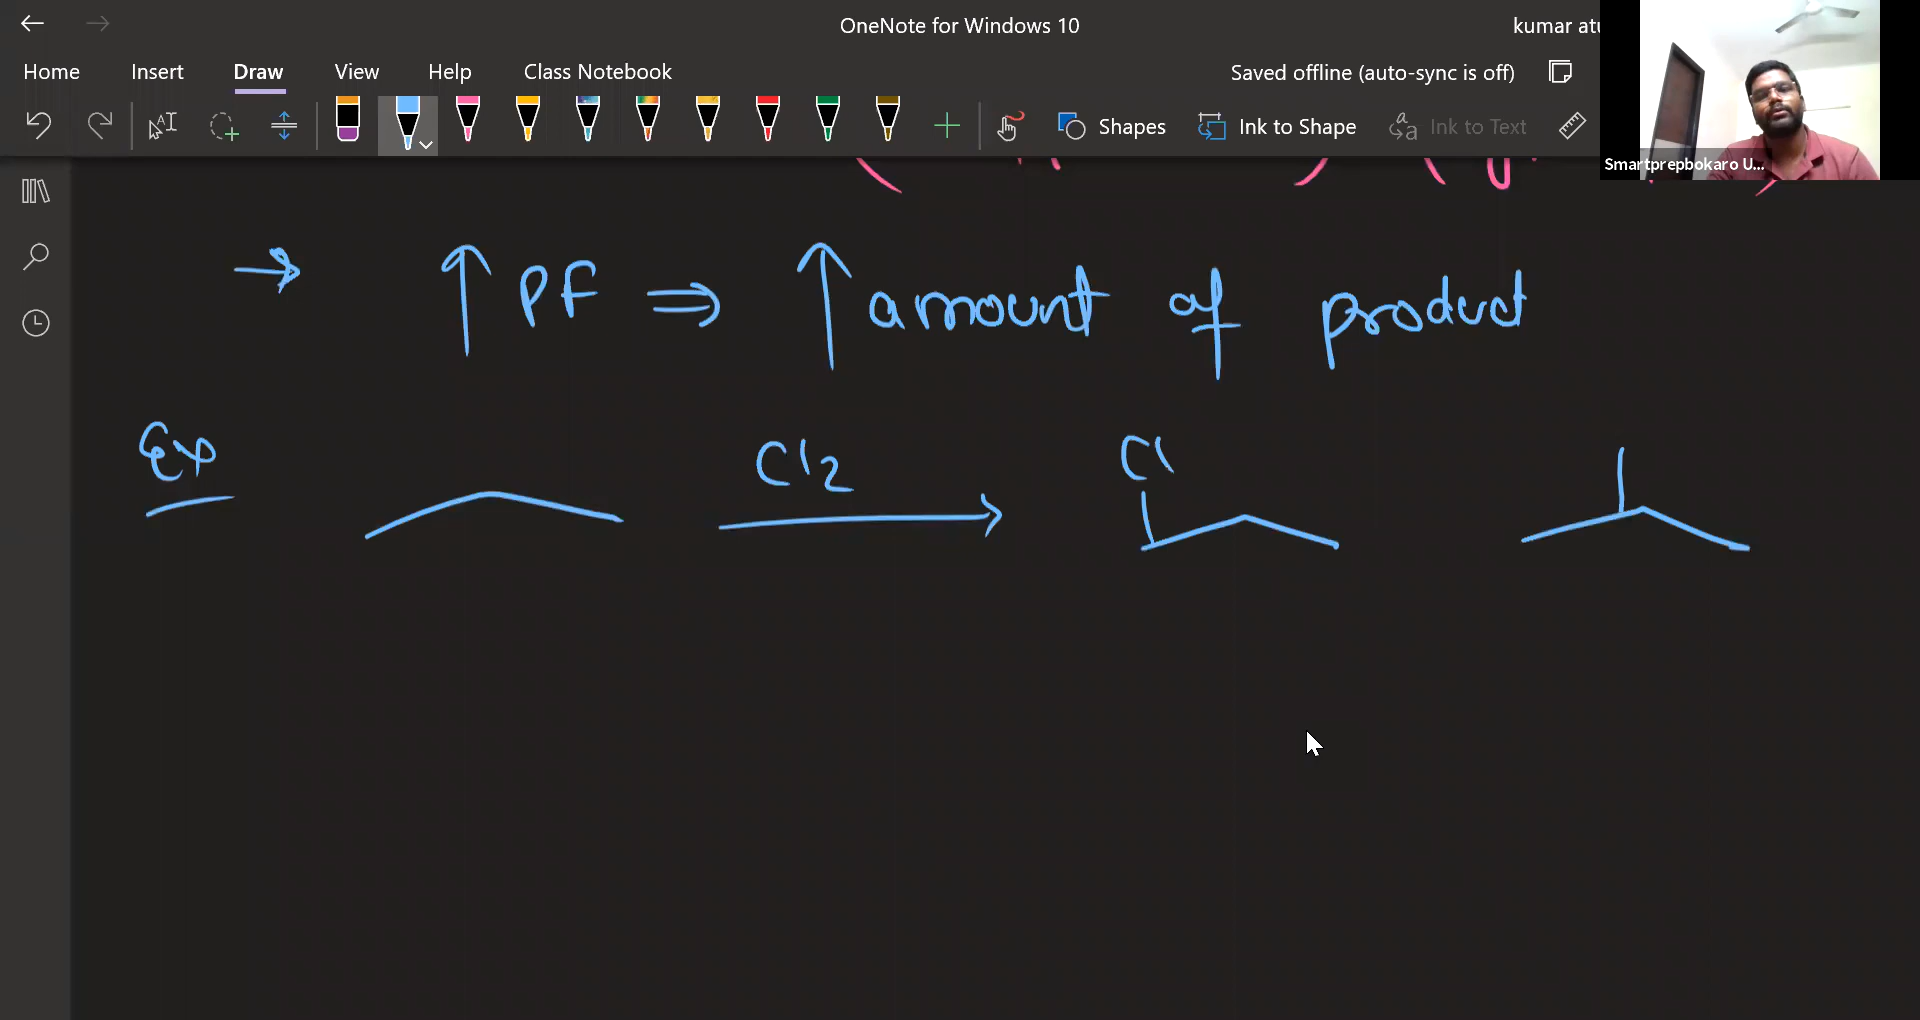 OneNote for Windows 10
kumar atu
Home Insert Draw View Help Class Notebook
Saved offline (auto-sync is off)
Shapes Ink to Shape Ink to Text
Smartprepbokaro U...
→ ↑ PF ⇒ ↑ amount of product
Exp
Cl2
Cl